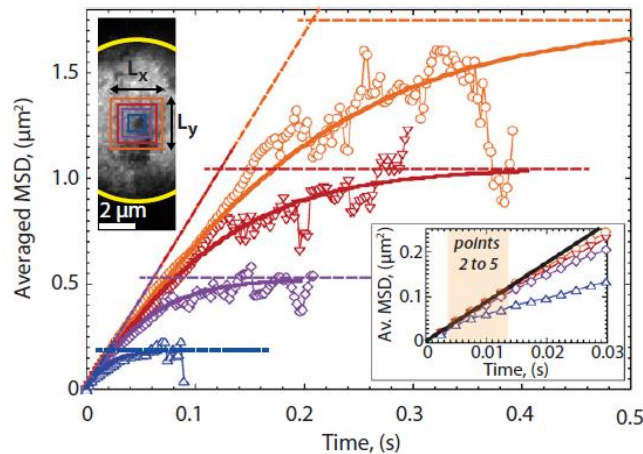 Averaged MSD, (μm²)
1.5
1.0
0.5
0
0
0.1
0.2
0.3
0.4
0.5
Time, (s)
Lx
Ly
2 μm
Av. MSD, (μm²)
0.2
0.1
0
0
0.01
0.02
0.03
Time, (s)
points
2 to 5